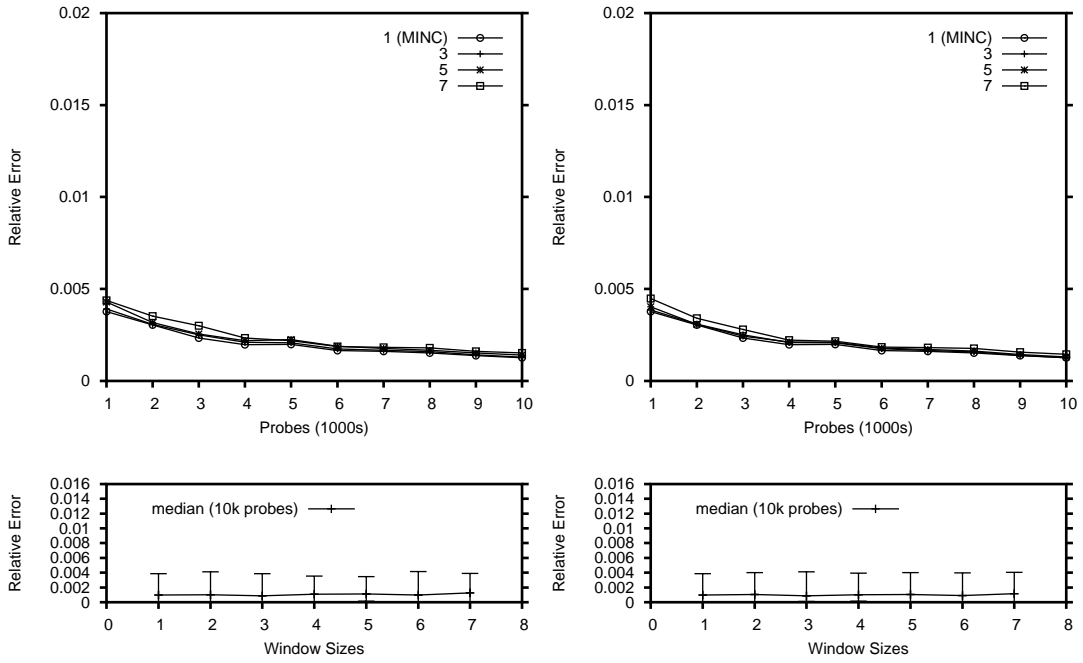 0.02
0.015
0.01
0.005
0
Relative Error
1 (MINC)
3
5
7
1 2 3 4 5 6 7 8 9 10
Probes (1000s)
0.02
0.015
0.01
0.005
0
Relative Error
1 (MINC)
3
5
7
1 2 3 4 5 6 7 8 9 10
Probes (1000s)
0.016
0.014
0.012
0.01
0.008
0.006
0.004
0.002
0
Relative Error
median (10k probes)
0 1 2 3 4 5 6 7 8
Window Sizes
0.016
0.014
0.012
0.01
0.008
0.006
0.004
0.002
0
Relative Error
median (10k probes)
0 1 2 3 4 5 6 7 8
Window Sizes